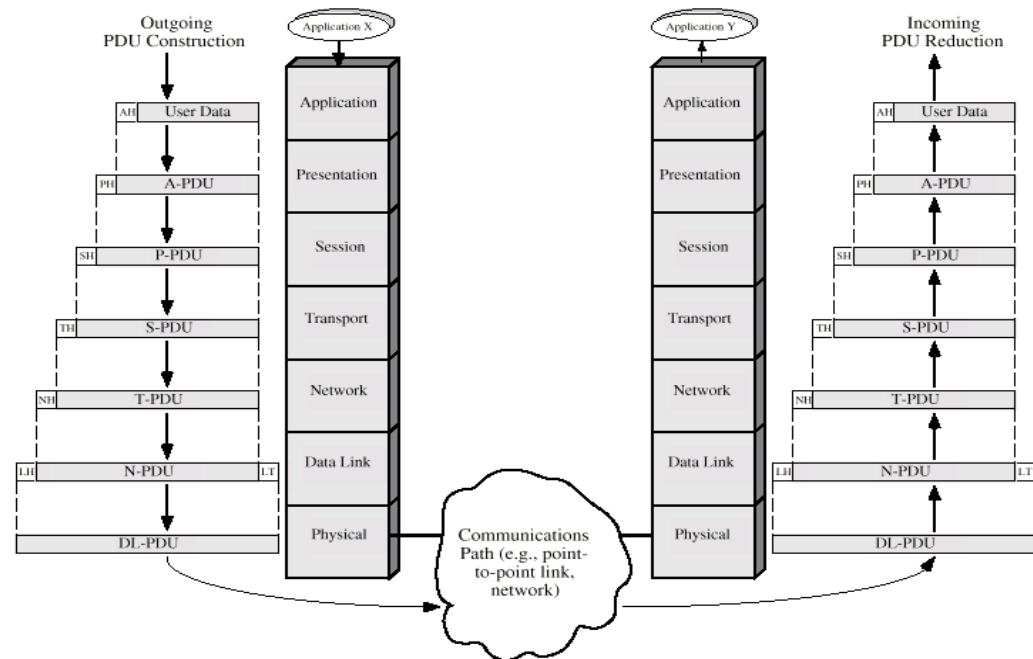 Outgoing
PDU Construction
Application X
Application Y
Incoming
PDU Reduction
AH User Data
Application
Application
AH User Data
PH A-PDU
Presentation
Presentation
PH A-PDU
SH P-PDU
Session
Session
SH P-PDU
TH S-PDU
Transport
Transport
TH S-PDU
NH T-PDU
Network
Network
NH T-PDU
LH N-PDU LT
Data Link
Data Link
LH N-PDU LT
DL-PDU
Physical
Communications
Path (e.g., point-
to-point link,
network)
Physical
DL-PDU